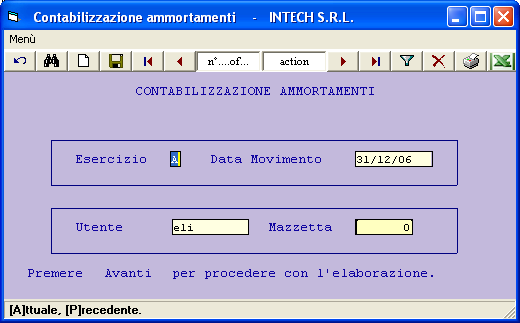 Contabilizzazione ammortamenti - INTECH S.R.L.
Menù
n°....of... action
CONTABILIZZAZIONE AMMORTAMENTI
Esercizio A Data Movimento 31/12/06
Utente eli Mazzetta 0
Premere Avanti per procedere con l'elaborazione.
[A]ttuale, [P]recedente.